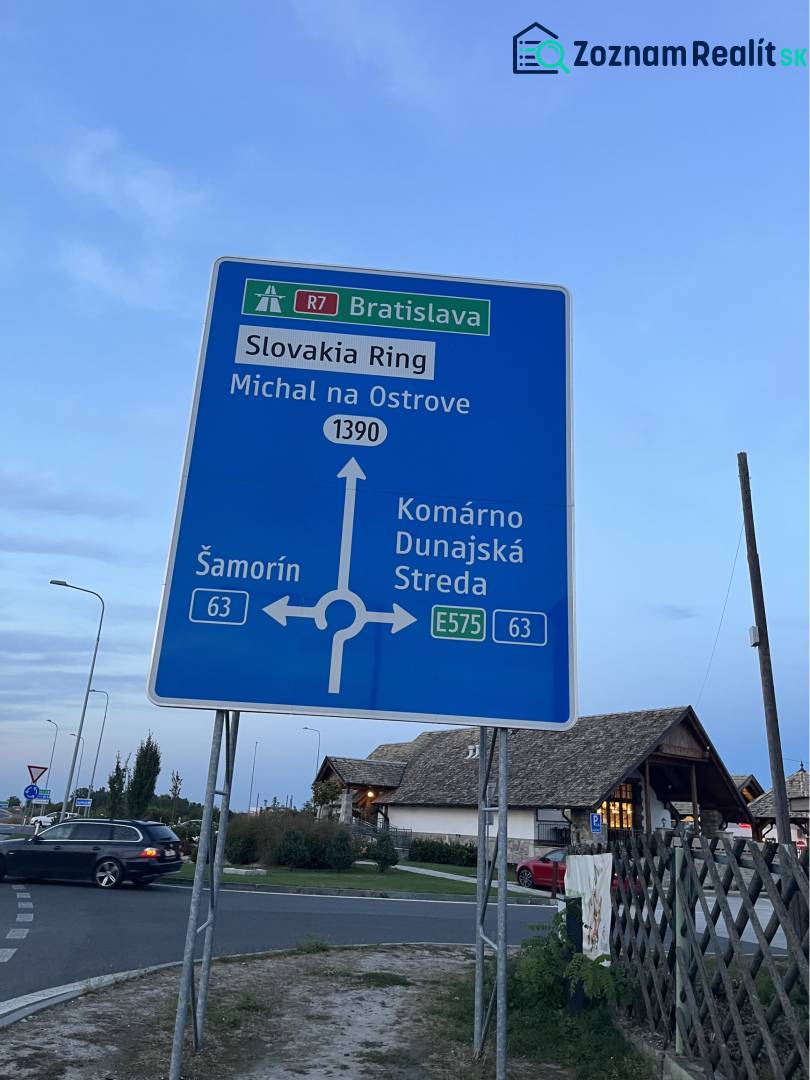 ZoznamRealít SK
R7 Bratislava
Slovakia Ring
Michal na Ostrove
1390
Komárno
Dunajská
Streda
Šamorín
63
E575 63
P